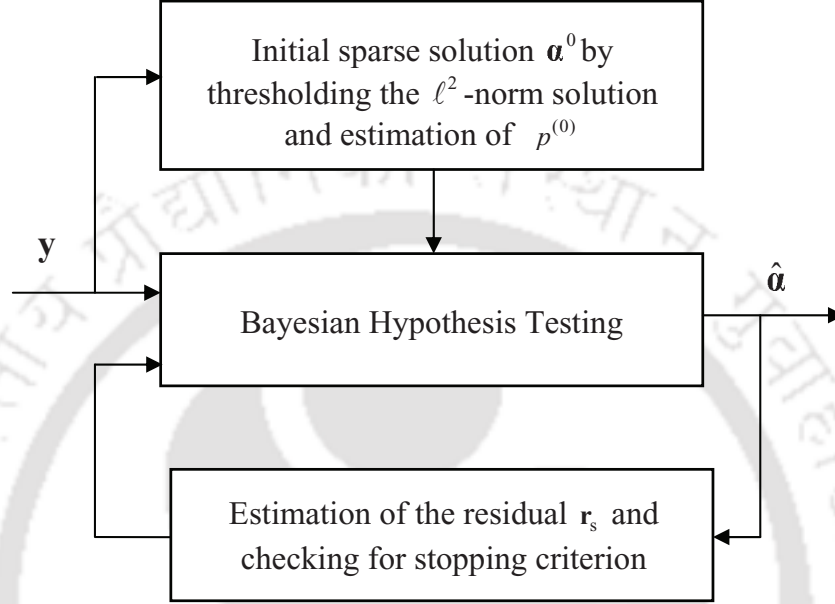 Initial sparse solution α⁰ by
thresholding the ℓ² -norm solution
and estimation of p⁽⁰⁾
y
Bayesian Hypothesis Testing
α̂
Estimation of the residual rₛ and
checking for stopping criterion